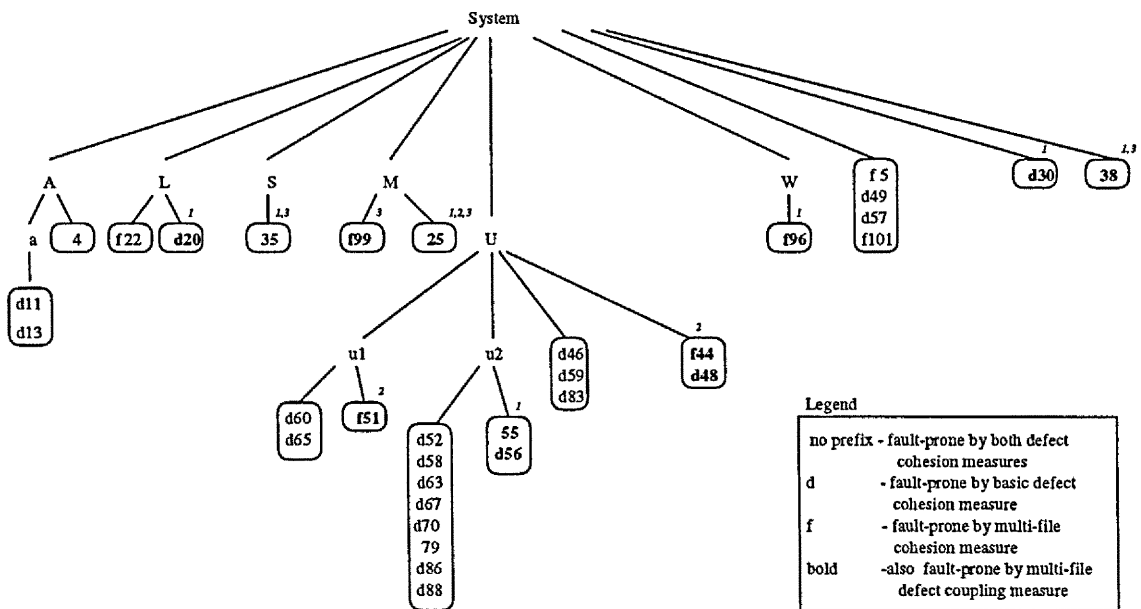 System
1
1,3
A
L
S
M
W
f 5
d49
d57
f101
d30
38
1
1,3
3
1,2,3
1
a
4
f22
d20
35
f99
25
U
f96
d11
d13
2
u1
u2
d46
d59
d83
f44
d48
2
1
d60
d65
f51
d52
d58
d63
d67
d70
79
d86
d88
55
d56
Legend
no prefix - fault-prone by both defect
cohesion measures
d - fault-prone by basic defect
cohesion measure
f - fault-prone by multi-file
cohesion measure
bold -also fault-prone by multi-file
defect coupling measure